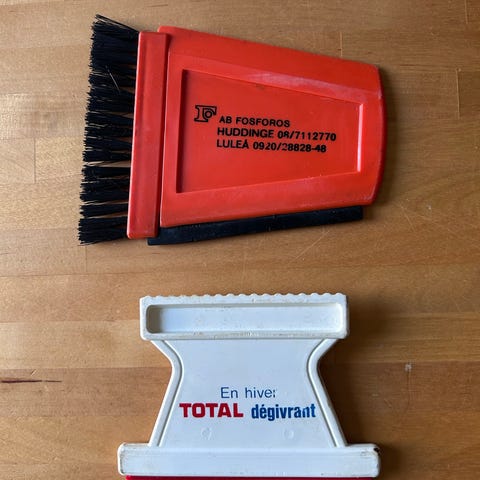 AB FOSFOROS
HUDDINGE 08/7112770
LULEÅ 0920/28828-48
En hiver
TOTAL dégivrant